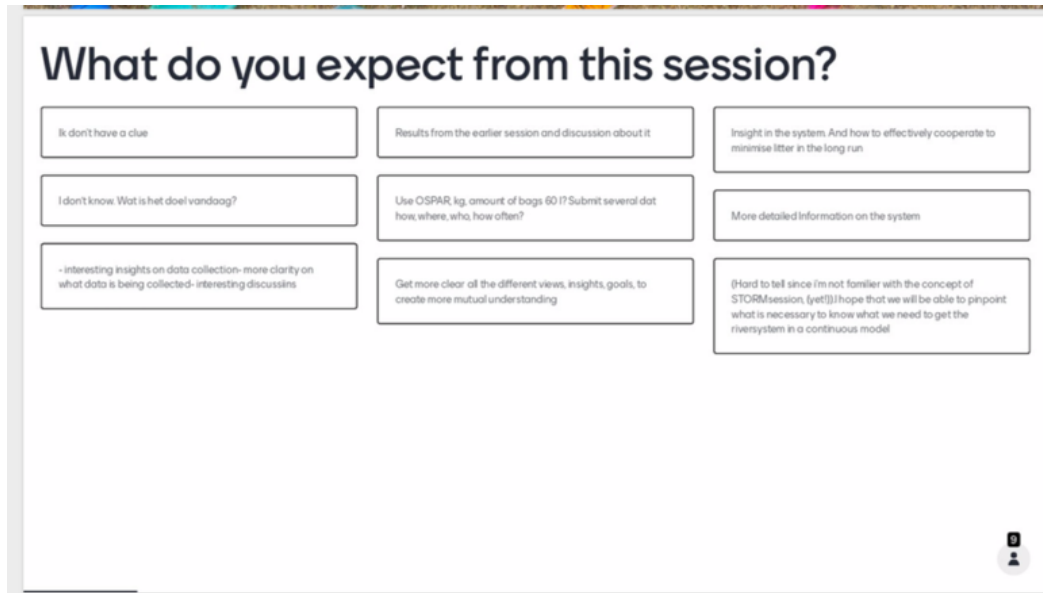 What do you expect from this session?
Ik don't have a clue
I don't know. Wat is het doel vandaag?
- interesting insights on data collection- more clarity on
what data is being collected- interesting discussiins
Results from the earlier session and discussion about it
Use OSPAR, kg, amount of bags 60 l? Submit several dat
how, where, who, how often?
Get more clear all the different views, insights, goals, to
create more mutual understanding
Insight in the system. And how to effectively cooperate to
minimise litter in the long run
More detailed Information on the system
(Hard to tell since i'm not familier with the concept of
STORMsession, (yet!)).I hope that we will be able to pinpoint
what is necessary to know what we need to get the
riversystem in a continuous model
9